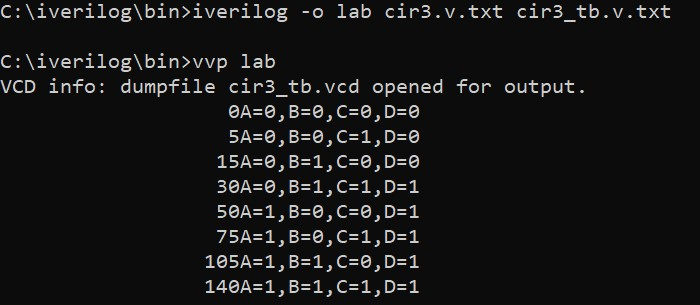 C:\iverilog\bin>iverilog -o lab cir3.v.txt cir3_tb.v.txt
C:\iverilog\bin>vvp lab
VCD info: dumpfile cir3_tb.vcd opened for output.
0A=0,B=0,C=0,D=0
5A=0,B=0,C=1,D=0
15A=0,B=1,C=0,D=0
30A=0,B=1,C=1,D=1
50A=1,B=0,C=0,D=1
75A=1,B=0,C=1,D=1
105A=1,B=1,C=0,D=1
140A=1,B=1,C=1,D=1